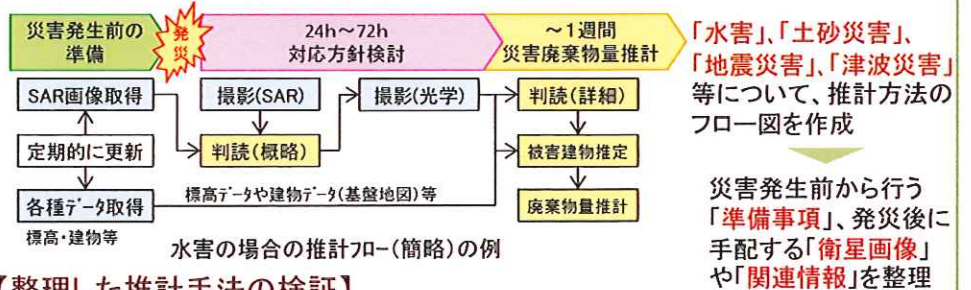 災害発生前の
準備
発
災
24h～72h
対応方針検討
～1週間
災害廃棄物量推計
SAR画像取得
撮影(SAR)
撮影(光学)
判読(詳細)
定期的に更新
判読(概略)
被害建物推定
各種ﾃﾞｰﾀ取得
標高ﾃﾞｰﾀや建物ﾃﾞｰﾀ(基盤地図)等
廃棄物量推計
標高・建物等
水害の場合の推計フロー(簡略)の例
「水害」、「土砂災害」、
「地震災害」、「津波災害」
等について、推計方法の
フロー図を作成
災害発生前から行う
「準備事項」、発災後に
手配する「衛星画像」
や「関連情報」を整理
【整理した推計手法の検証】